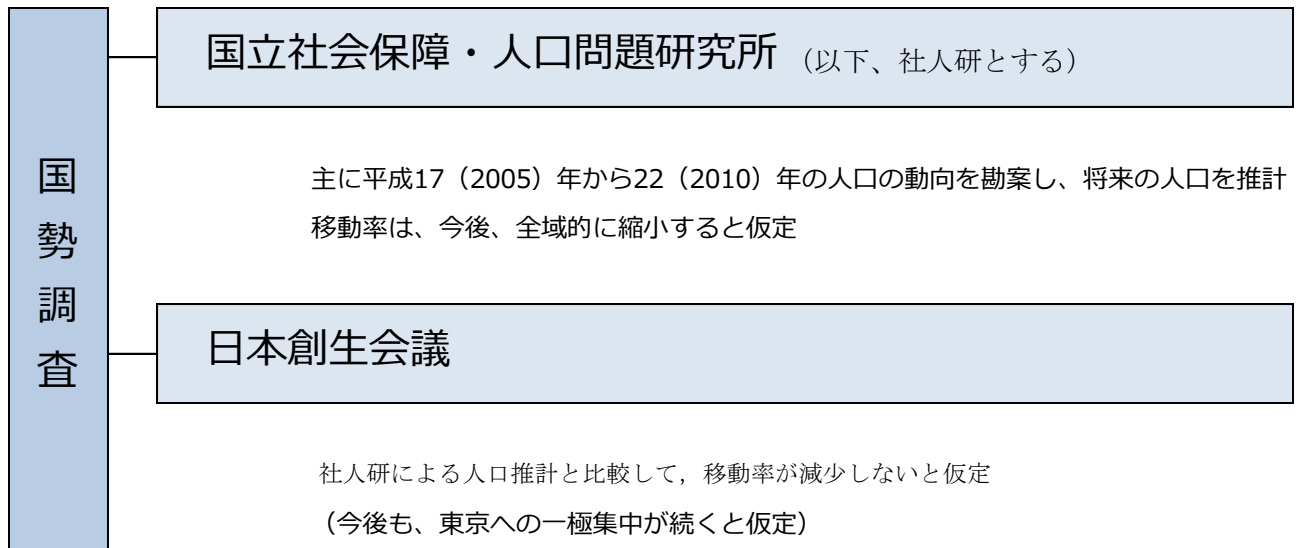 国勢調査
国立社会保障・人口問題研究所（以下、社人研とする）
主に平成17（2005）年から22（2010）年の人口の動向を勘案し、将来の人口を推計
移動率は、今後、全域的に縮小すると仮定
日本創生会議
社人研による人口推計と比較して，移動率が減少しないと仮定
（今後も、東京への一極集中が続くと仮定）